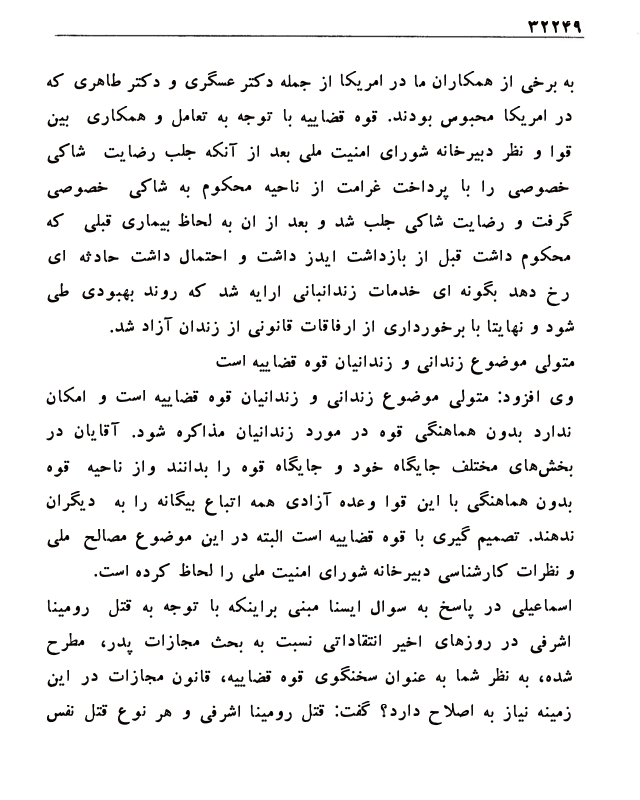 ۳۲۲۴۹
به برخی از همکاران ما در امریکا از جمله دکتر عسگری و دکتر طاهری که
در امریکا محبوس بودند. قوه قضاییه با توجه به تعامل و همکاری بین
قوا و نظر دبیرخانه شورای امنیت ملی بعد از آنکه جلب رضایت شاکی
خصوصی را با پرداخت غرامت از ناحیه محکوم به شاکی خصوصی
گرفت و رضایت شاکی جلب شد و بعد از ان به لحاظ بیماری قبلی که
محکوم داشت قبل از بازداشت ایدز داشت و احتمال داشت حادثه ای
رخ دهد بگونه ای خدمات زندانبانی ارایه شد که روند بهبودی طی
شود و نهایتا با برخورداری از ارفاقات قانونی از زندان آزاد شد.
متولی موضوع زندانی و زندانیان قوه قضاییه است
وی افزود: متولی موضوع زندانی و زندانیان قوه قضاییه است و امکان
ندارد بدون هماهنگی قوه در مورد زندانیان مذاکره شود. آقایان در
بخش‌های مختلف جایگاه خود و جایگاه قوه را بدانند واز ناحیه قوه
بدون هماهنگی با این قوا وعده آزادی همه اتباع بیگانه را به دیگران
ندهند. تصمیم گیری با قوه قضاییه است البته در این موضوع مصالح ملی
و نظرات کارشناسی دبیرخانه شورای امنیت ملی را لحاظ کرده است.
اسماعیلی در پاسخ به سوال ایسنا مبنی براینکه با توجه به قتل رومینا
اشرفی در روزهای اخیر انتقاداتی نسبت به بحث مجازات پدر، مطرح
شده، به نظر شما به عنوان سخنگوی قوه قضاییه، قانون مجازات در این
زمینه نیاز به اصلاح دارد؟ گفت: قتل رومینا اشرفی و هر نوع قتل نفس